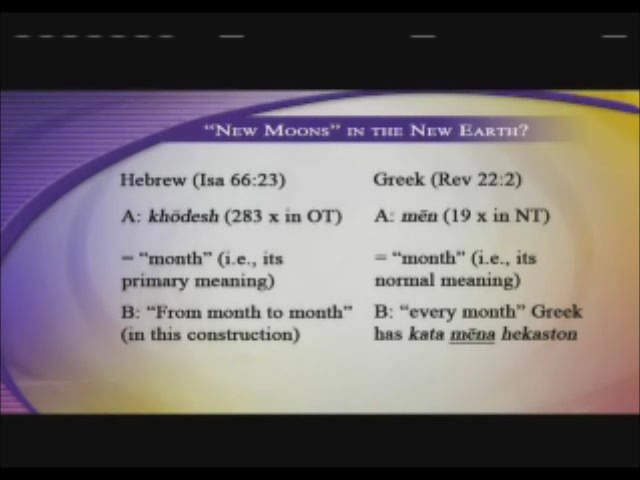 "NEW MOONS" IN THE NEW EARTH?
Hebrew (Isa 66:23)
A: khōdesh (283 x in OT)
= "month" (i.e., its
primary meaning)
B: "From month to month"
(in this construction)
Greek (Rev 22:2)
A: mēn (19 x in NT)
= "month" (i.e., its
normal meaning)
B: "every month" Greek
has kata mēna hekaston